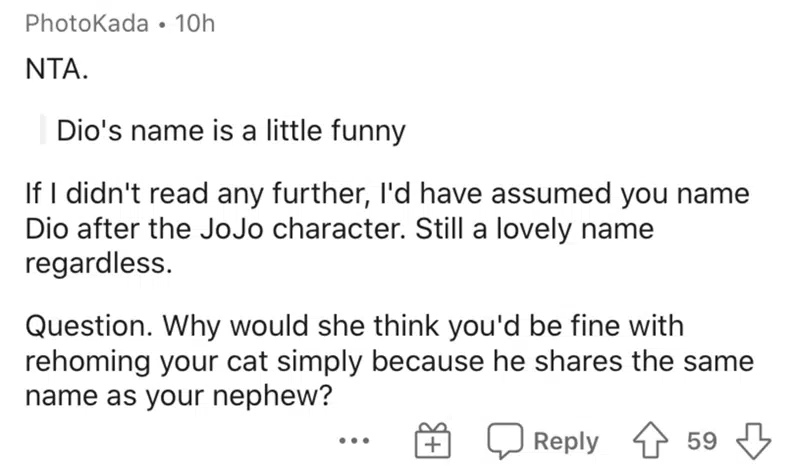 PhotoKada • 10h
NTA.
Dio's name is a little funny
If I didn't read any further, I'd have assumed you name
Dio after the JoJo character. Still a lovely name
regardless.
Question. Why would she think you'd be fine with
rehoming your cat simply because he shares the same
name as your nephew?
... Reply 59